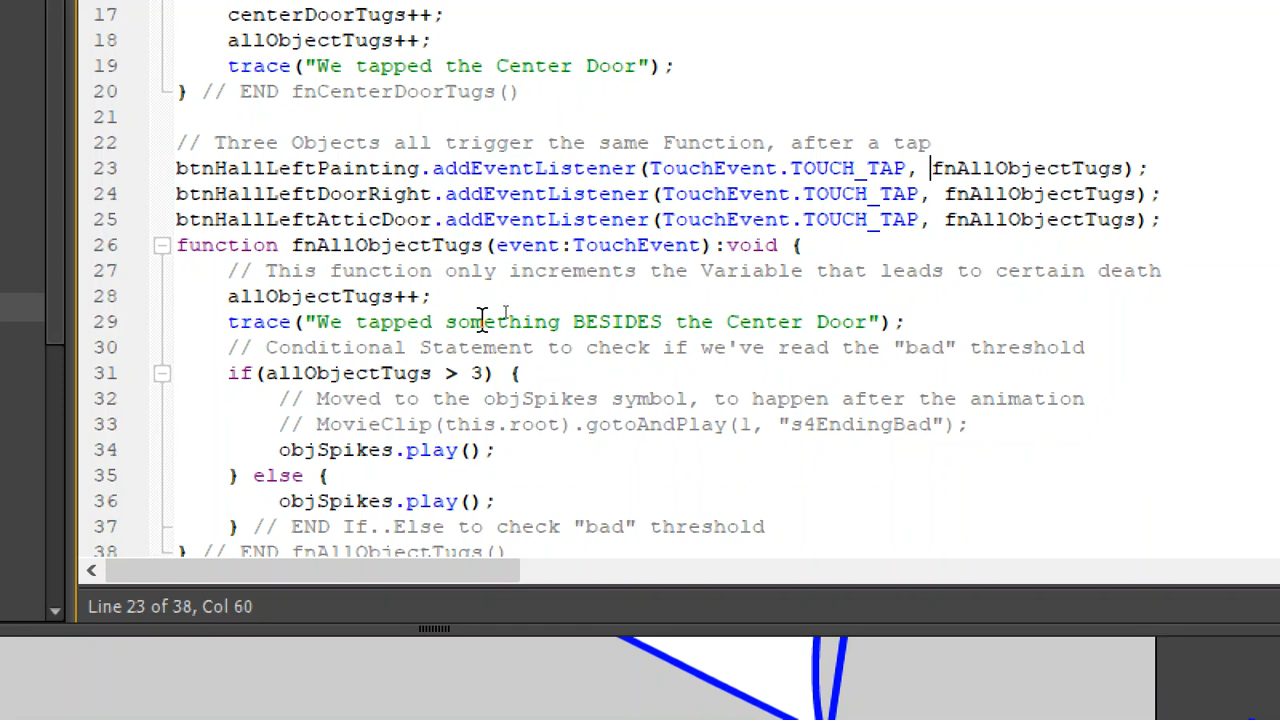 17 centerDoorTugs++;
18 allObjectTugs++;
19 trace("We tapped the Center Door");
20 } // END fnCenterDoorTugs()
21
22 // Three Objects all trigger the same Function, after a tap
23 btnHallLeftPainting.addEventListener(TouchEvent.TOUCH_TAP, fnAllObjectTugs);
24 btnHallLeftDoorRight.addEventListener(TouchEvent.TOUCH_TAP, fnAllObjectTugs);
25 btnHallLeftAtticDoor.addEventListener(TouchEvent.TOUCH_TAP, fnAllObjectTugs);
26 function fnAllObjectTugs(event:TouchEvent):void {
27 // This function only increments the Variable that leads to certain death
28 allObjectTugs++;
29 trace("We tapped something BESIDES the Center Door");
30 // Conditional Statement to check if we've read the "bad" threshold
31 if(allObjectTugs > 3) {
32 // Moved to the objSpikes symbol, to happen after the animation
33 // MovieClip(this.root).gotoAndPlay(1, "s4EndingBad");
34 objSpikes.play();
35 } else {
36 objSpikes.play();
37 } // END If..Else to check "bad" threshold
38 } // END fnAllObjectTugs()
Line 23 of 38, Col 60